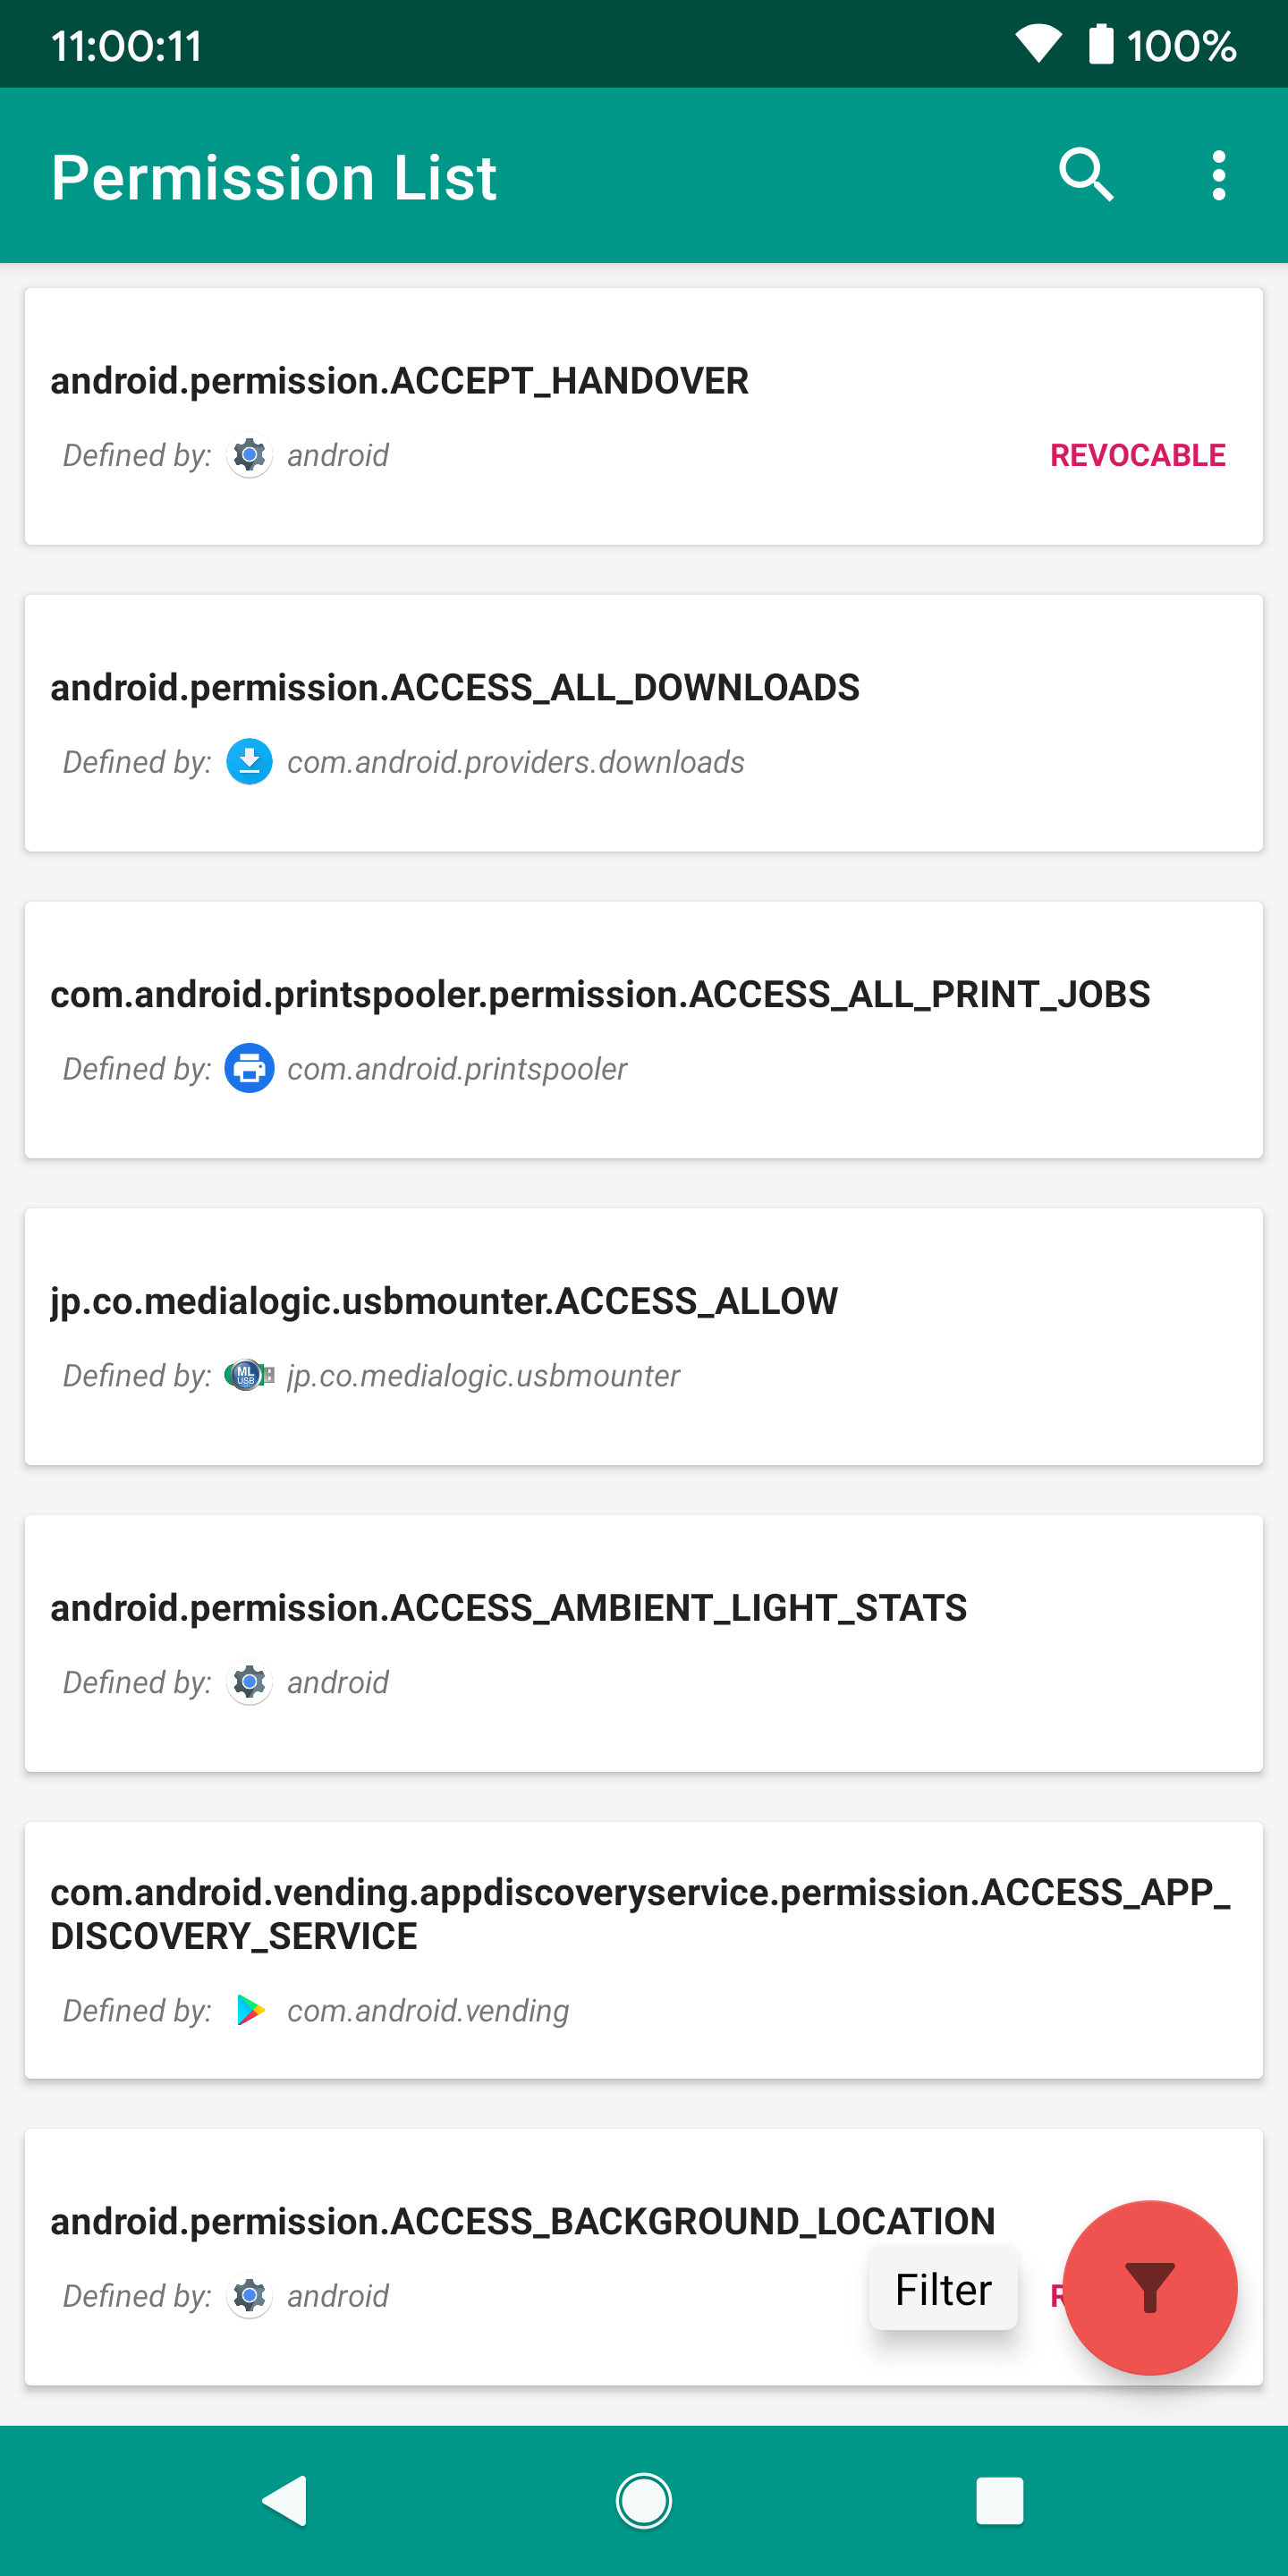 11:00:11
100%
Permission List
android.permission.ACCEPT_HANDOVER
Defined by: android
REVOCABLE
android.permission.ACCESS_ALL_DOWNLOADS
Defined by: com.android.providers.downloads
com.android.printspooler.permission.ACCESS_ALL_PRINT_JOBS
Defined by: com.android.printspooler
jp.co.medialogic.usbmounter.ACCESS_ALLOW
Defined by: ML USB jp.co.medialogic.usbmounter
android.permission.ACCESS_AMBIENT_LIGHT_STATS
Defined by: android
com.android.vending.appdiscoveryservice.permission.ACCESS_APP_
DISCOVERY_SERVICE
Defined by: com.android.vending
android.permission.ACCESS_BACKGROUND_LOCATION
Defined by: android
Filter